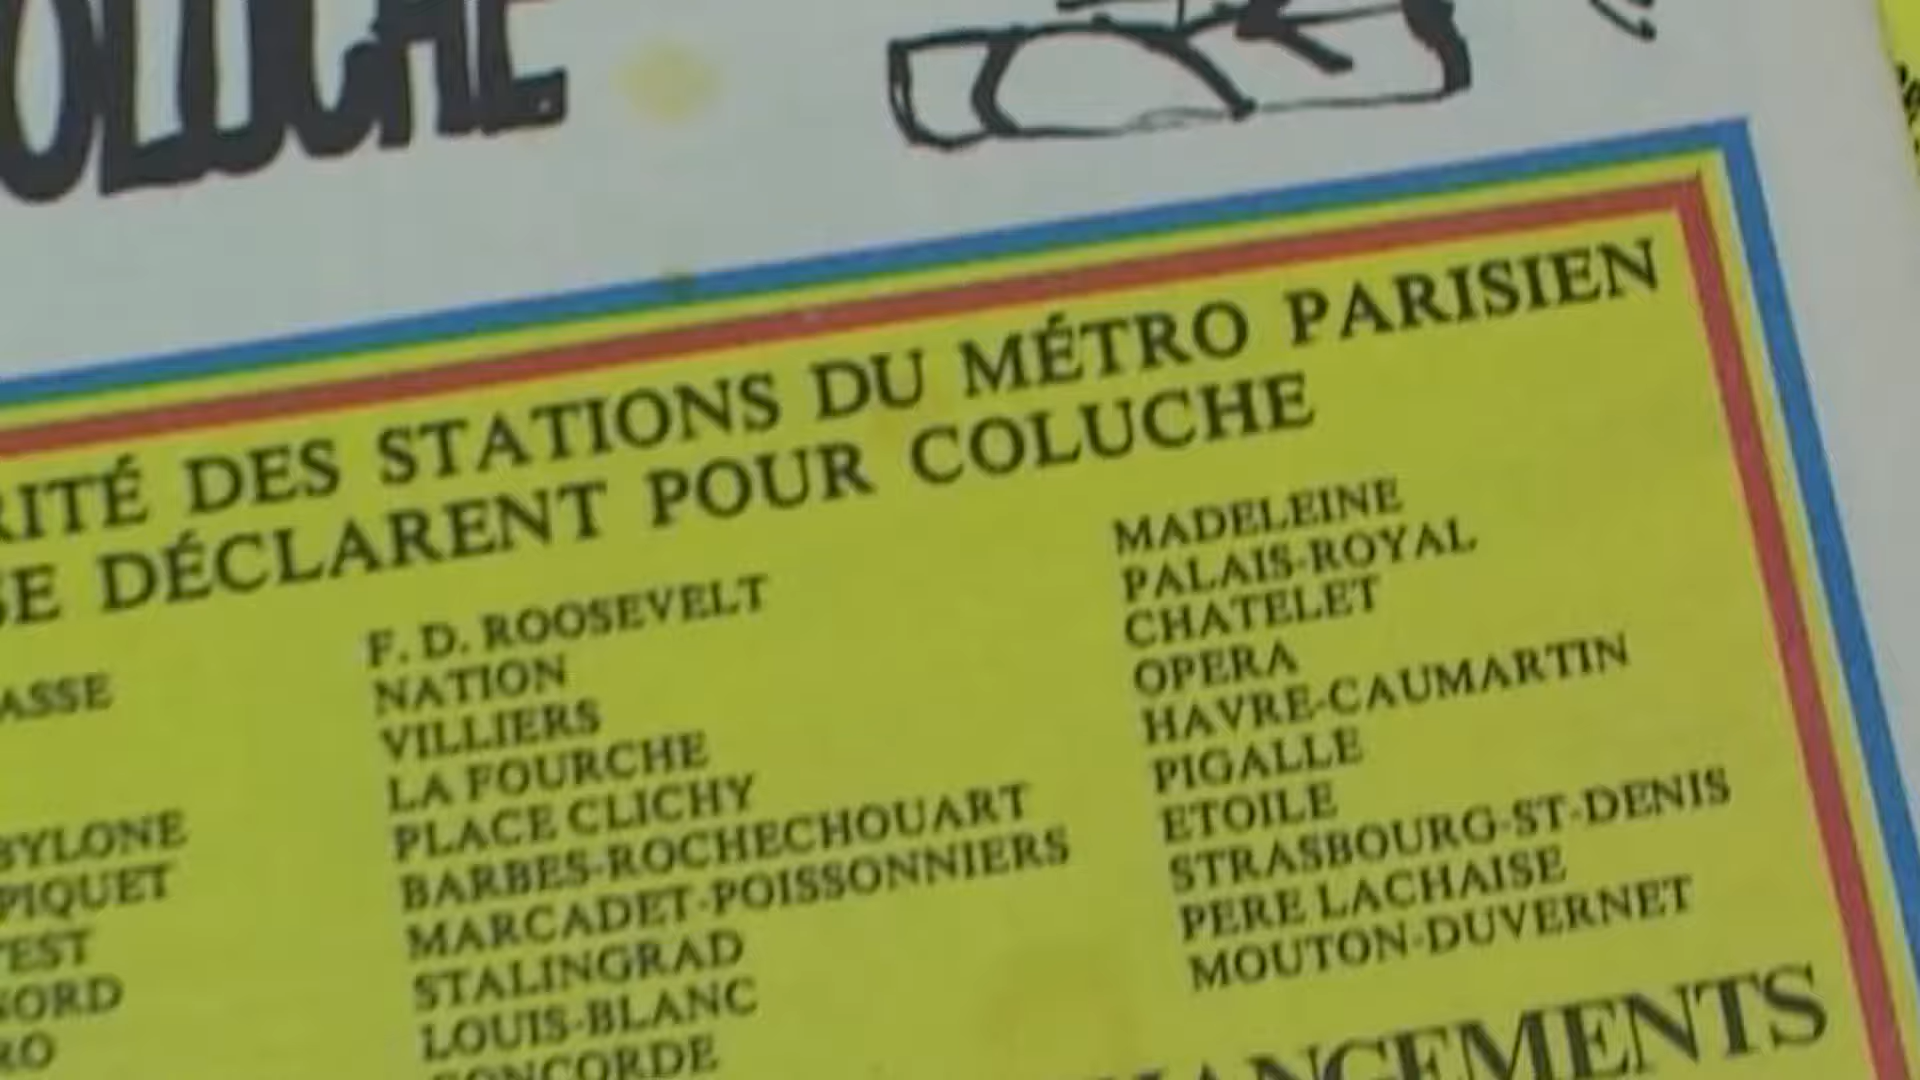 OLUCHE
RITÉ DES STATIONS DU MÉTRO PARISIEN
SE DÉCLARENT POUR COLUCHE
ASSE
BYLONE
PIQUET
EST
NORD
RO
F. D. ROOSEVELT
NATION
VILLIERS
LA FOURCHE
PLACE CLICHY
BARBES-ROCHECHOUART
MARCADET-POISSONNIERS
STALINGRAD
LOUIS-BLANC
CONCORDE
MADELEINE
PALAIS-ROYAL
CHATELET
OPERA
HAVRE-CAUMARTIN
PIGALLE
ETOILE
STRASBOURG-ST-DENIS
PERE LACHAISE
MOUTON-DUVERNET
HANGEMENTS